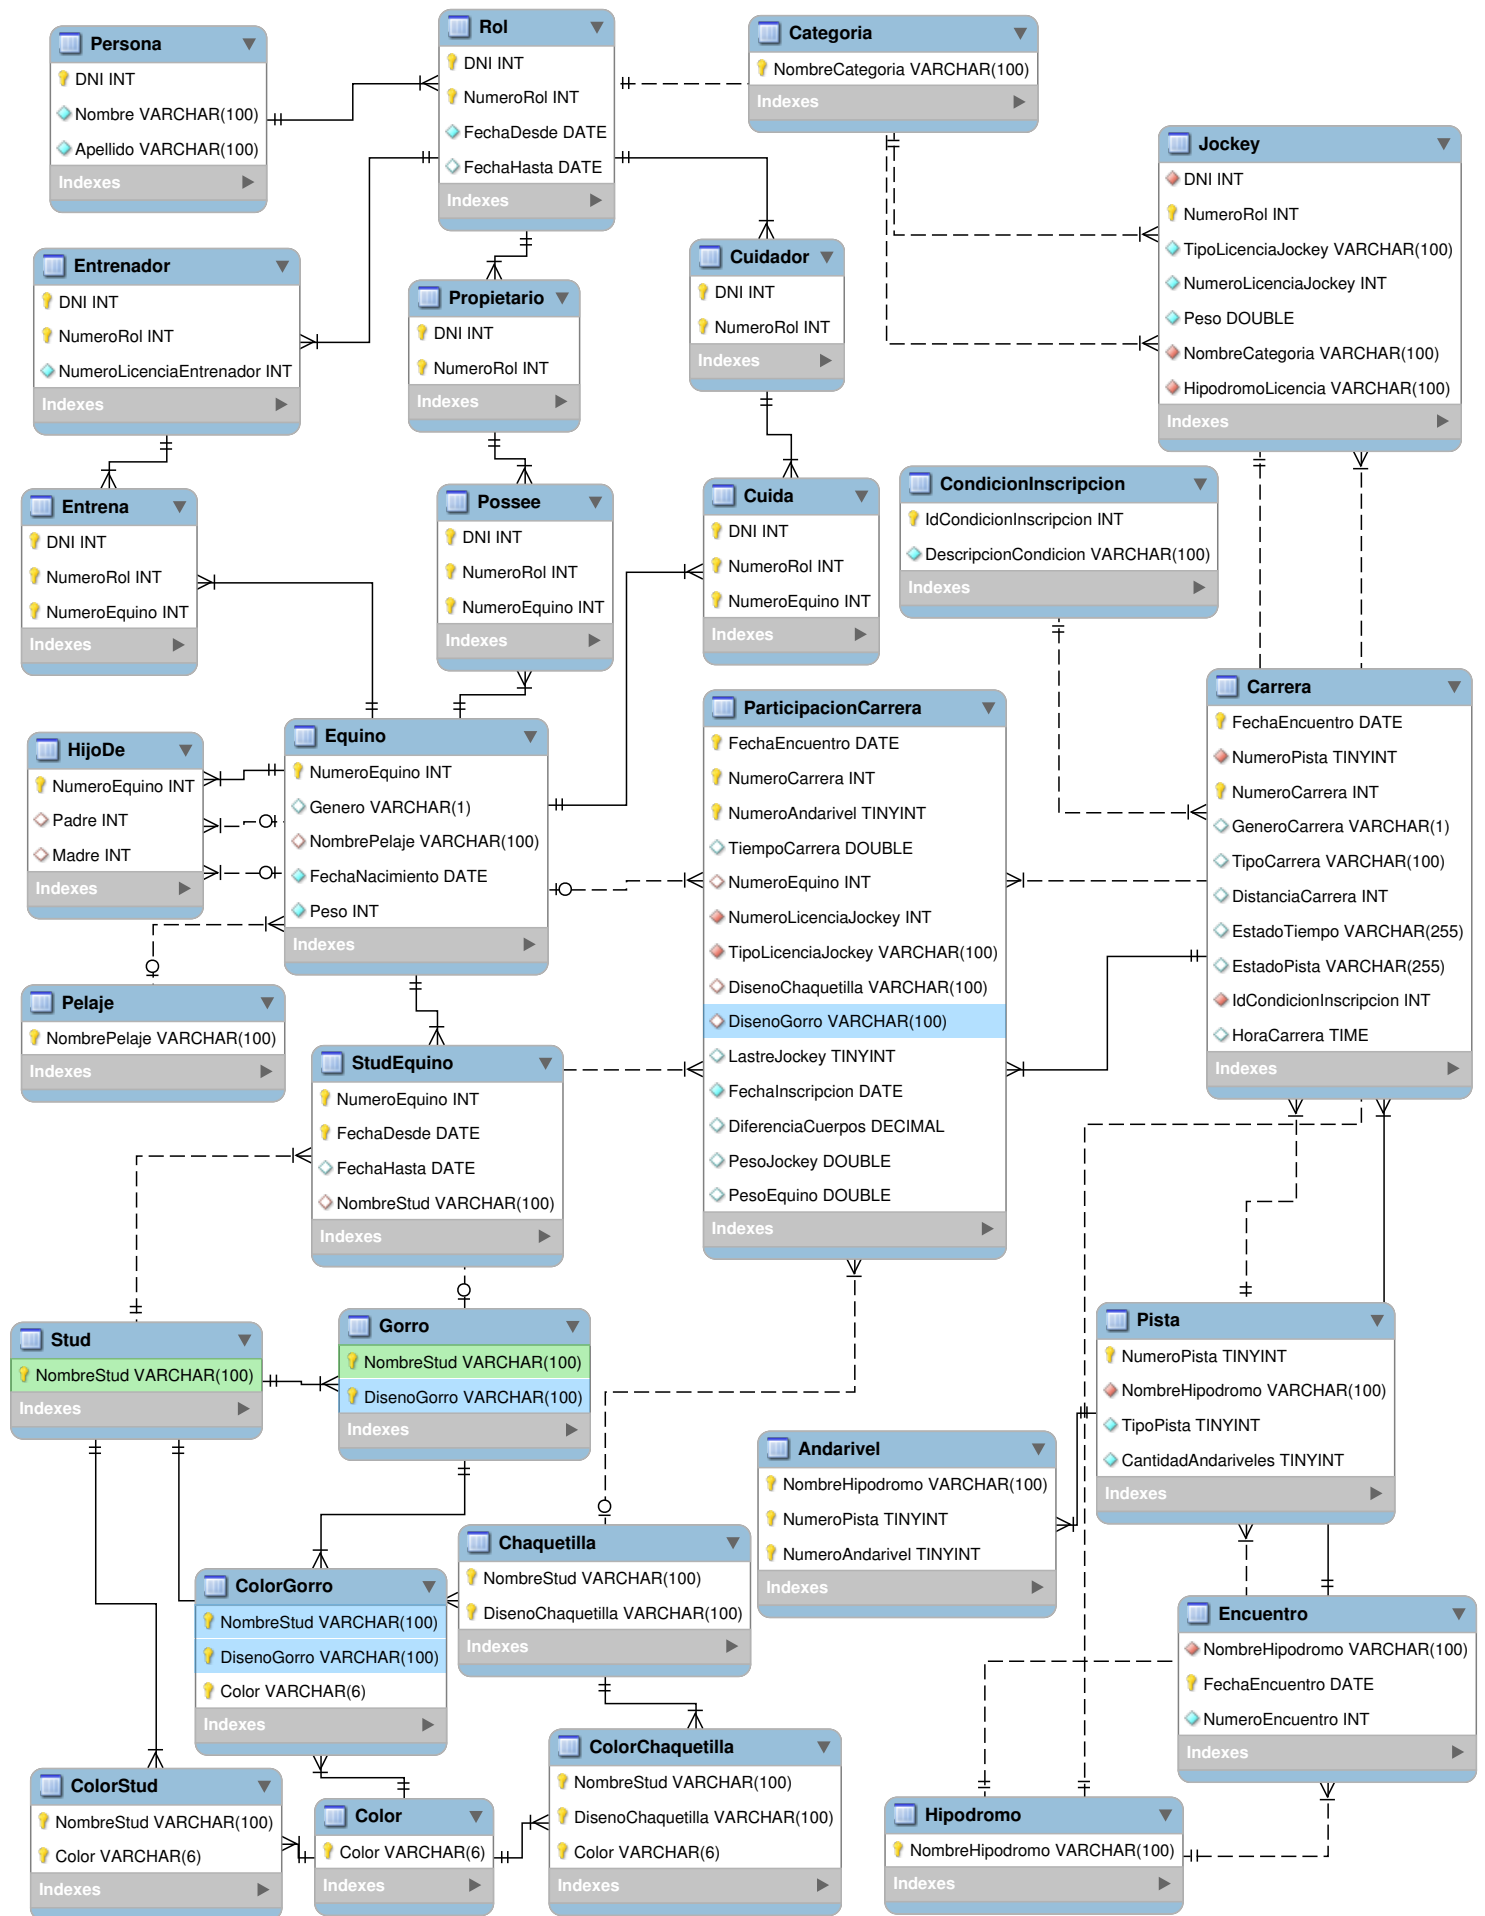 Persona
DNI INT
Nombre VARCHAR(100)
Apellido VARCHAR(100)
Indexes
Rol
DNI INT
NumeroRol INT
FechaDesde DATE
FechaHasta DATE
Indexes
Categoria
NombreCategoria VARCHAR(100)
Indexes
Jockey
DNI INT
NumeroRol INT
TipoLicenciaJockey VARCHAR(100)
NumeroLicenciaJockey INT
Peso DOUBLE
NombreCategoria VARCHAR(100)
HipodromoLicencia VARCHAR(100)
Indexes
Entrenador
DNI INT
NumeroRol INT
NumeroLicenciaEntrenador INT
Indexes
Propietario
DNI INT
NumeroRol INT
Indexes
Cuidador
DNI INT
NumeroRol INT
Indexes
Entrena
DNI INT
NumeroRol INT
NumeroEquino INT
Indexes
Possee
DNI INT
NumeroRol INT
NumeroEquino INT
Indexes
Cuida
DNI INT
NumeroRol INT
NumeroEquino INT
Indexes
CondicionInscripcion
IdCondicionInscripcion INT
DescripcionCondicion VARCHAR(100)
Indexes
HijoDe
NumeroEquino INT
Padre INT
Madre INT
Indexes
Equino
NumeroEquino INT
Genero VARCHAR(1)
NombrePelaje VARCHAR(100)
FechaNacimiento DATE
Peso INT
Indexes
ParticipacionCarrera
FechaEncuentro DATE
NumeroCarrera INT
NumeroAndarivel TINYINT
TiempoCarrera DOUBLE
NumeroEquino INT
NumeroLicenciaJockey INT
TipoLicenciaJockey VARCHAR(100)
DisenoChaquetilla VARCHAR(100)
DisenoGorro VARCHAR(100)
LastreJockey TINYINT
FechaInscripcion DATE
DiferenciaCuerpos DECIMAL
PesoJockey DOUBLE
PesoEquino DOUBLE
Indexes
Carrera
FechaEncuentro DATE
NumeroPista TINYINT
NumeroCarrera INT
GeneroCarrera VARCHAR(1)
TipoCarrera VARCHAR(100)
DistanciaCarrera INT
EstadoTiempo VARCHAR(255)
EstadoPista VARCHAR(255)
IdCondicionInscripcion INT
HoraCarrera TIME
Indexes
Pelaje
NombrePelaje VARCHAR(100)
Indexes
StudEquino
NumeroEquino INT
FechaDesde DATE
FechaHasta DATE
NombreStud VARCHAR(100)
Indexes
Stud
NombreStud VARCHAR(100)
Indexes
Gorro
NombreStud VARCHAR(100)
DisenoGorro VARCHAR(100)
Indexes
Pista
NumeroPista TINYINT
NombreHipodromo VARCHAR(100)
TipoPista TINYINT
CantidadAndariveles TINYINT
Indexes
Andarivel
NombreHipodromo VARCHAR(100)
NumeroPista TINYINT
NumeroAndarivel TINYINT
Indexes
Chaquetilla
NombreStud VARCHAR(100)
DisenoChaquetilla VARCHAR(100)
Indexes
ColorGorro
NombreStud VARCHAR(100)
DisenoGorro VARCHAR(100)
Color VARCHAR(6)
Indexes
Encuentro
NombreHipodromo VARCHAR(100)
FechaEncuentro DATE
NumeroEncuentro INT
Indexes
ColorStud
NombreStud VARCHAR(100)
Color VARCHAR(6)
Indexes
Color
Color VARCHAR(6)
Indexes
ColorChaquetilla
NombreStud VARCHAR(100)
DisenoChaquetilla VARCHAR(100)
Color VARCHAR(6)
Indexes
Hipodromo
NombreHipodromo VARCHAR(100)
Indexes